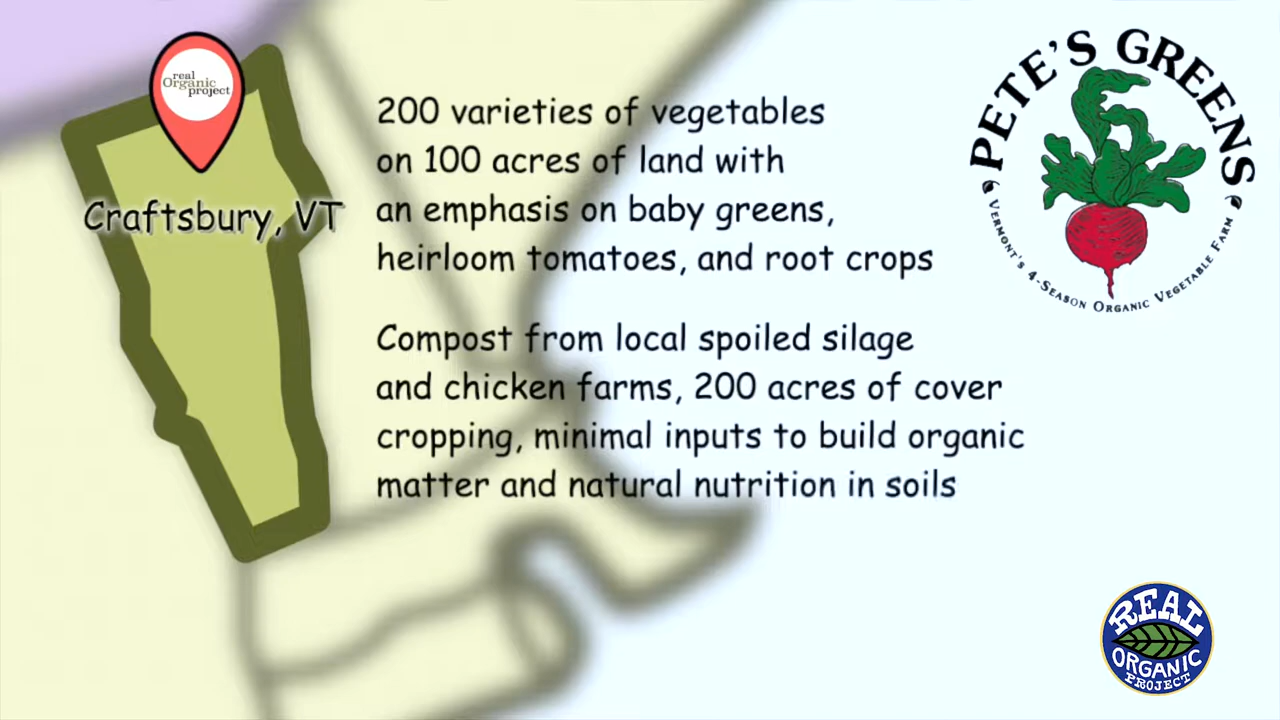 real
Organic
project
Craftsbury, VT
200 varieties of vegetables
on 100 acres of land with
an emphasis on baby greens,
heirloom tomatoes, and root crops
Compost from local spoiled silage
and chicken farms, 200 acres of cover
cropping, minimal inputs to build organic
matter and natural nutrition in soils
PETE'S GREENS
VERMONT'S 4-SEASON ORGANIC VEGETABLE FARM
REAL
ORGANIC
PROJECT